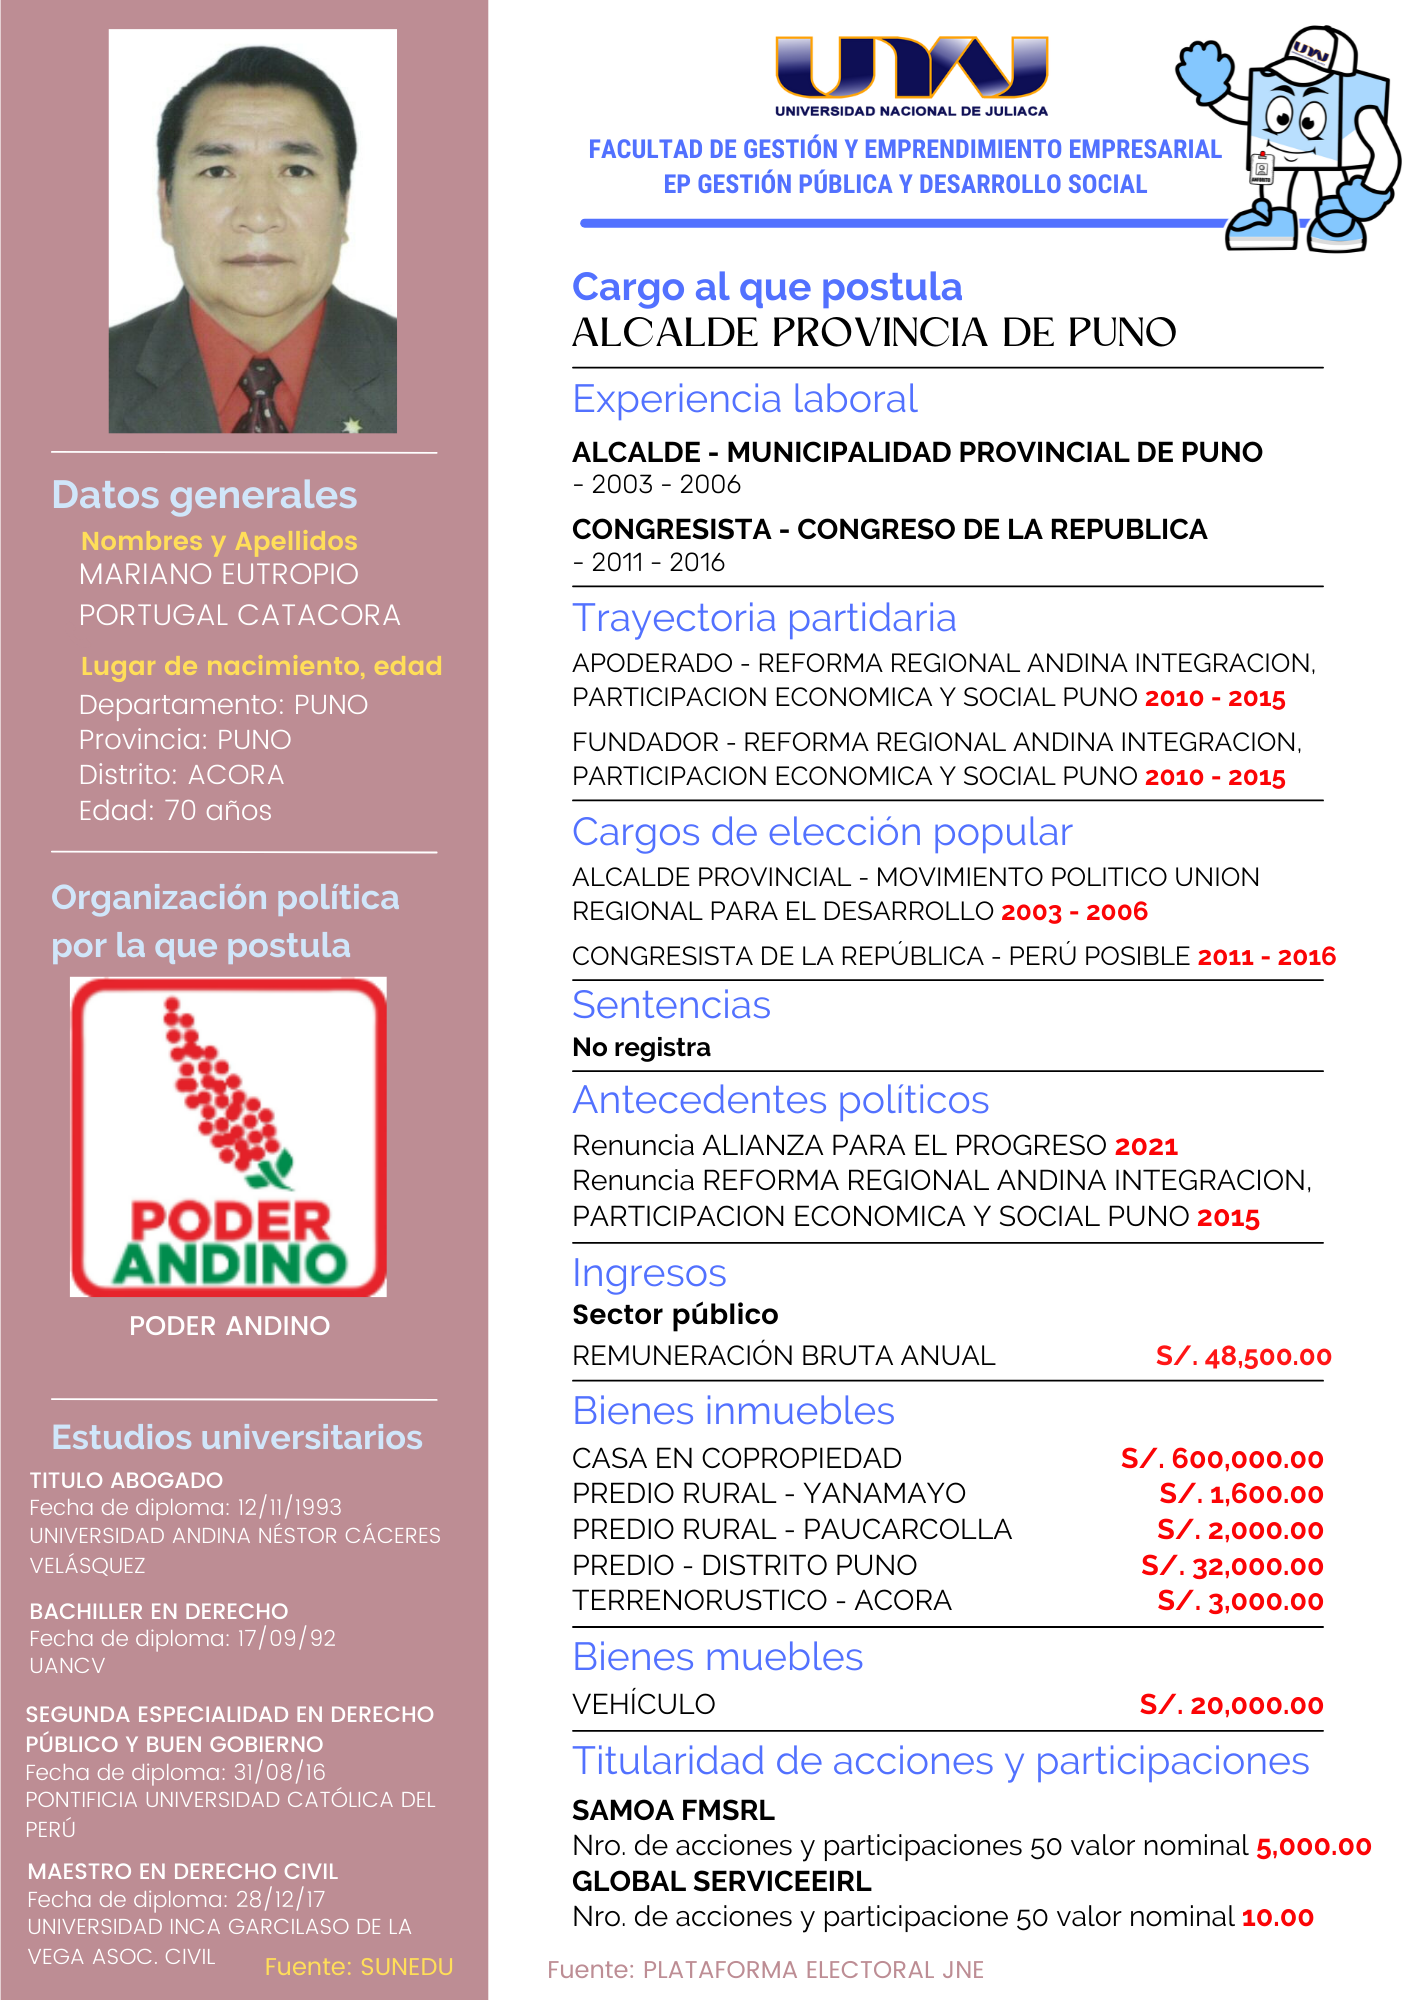 Datos generales
Nombres y Apellidos
MARIANO EUTROPIO
PORTUGAL CATACORA
Lugar de nacimiento, edad
Departamento: PUNO
Provincia: PUNO
Distrito: ACORA
Edad: 70 años
Organización política
por la que postula
PODER
ANDINO
PODER ANDINO
Estudios universitarios
TITULO ABOGADO
Fecha de diploma: 12/11/1993
UNIVERSIDAD ANDINA NÉSTOR CÁCERES
VELÁSQUEZ
BACHILLER EN DERECHO
Fecha de diploma: 17/09/92
UANCV
SEGUNDA ESPECIALIDAD EN DERECHO
PÚBLICO Y BUEN GOBIERNO
Fecha de diploma: 31/08/16
PONTIFICIA UNIVERSIDAD CATÓLICA DEL
PERÚ
MAESTRO EN DERECHO CIVIL
Fecha de diploma: 28/12/17
UNIVERSIDAD INCA GARCILASO DE LA
VEGA ASOC. CIVIL
Fuente: SUNEDU
UNAJ
UNIVERSIDAD NACIONAL DE JULIACA
FACULTAD DE GESTIÓN Y EMPRENDIMIENTO EMPRESARIAL
EP GESTIÓN PÚBLICA Y DESARROLLO SOCIAL
UNAJ
Cargo al que postula
ALCALDE PROVINCIA DE PUNO
Experiencia laboral
ALCALDE - MUNICIPALIDAD PROVINCIAL DE PUNO
- 2003 - 2006
CONGRESISTA - CONGRESO DE LA REPUBLICA
- 2011 - 2016
Trayectoria partidaria
APODERADO - REFORMA REGIONAL ANDINA INTEGRACION,
PARTICIPACION ECONOMICA Y SOCIAL PUNO 2010 - 2015
FUNDADOR - REFORMA REGIONAL ANDINA INTEGRACION,
PARTICIPACION ECONOMICA Y SOCIAL PUNO 2010 - 2015
Cargos de elección popular
ALCALDE PROVINCIAL - MOVIMIENTO POLITICO UNION
REGIONAL PARA EL DESARROLLO 2003 - 2006
CONGRESISTA DE LA REPÚBLICA - PERÚ POSIBLE 2011 - 2016
Sentencias
No registra
Antecedentes políticos
Renuncia ALIANZA PARA EL PROGRESO 2021
Renuncia REFORMA REGIONAL ANDINA INTEGRACION,
PARTICIPACION ECONOMICA Y SOCIAL PUNO 2015
Ingresos
Sector público
REMUNERACIÓN BRUTA ANUAL S/. 48,500.00
Bienes inmuebles
CASA EN COPROPIEDAD S/. 600,000.00
PREDIO RURAL - YANAMAYO S/. 1,600.00
PREDIO RURAL - PAUCARCOLLA S/. 2,000.00
PREDIO - DISTRITO PUNO S/. 32,000.00
TERRENORUSTICO - ACORA S/. 3,000.00
Bienes muebles
VEHÍCULO S/. 20,000.00
Titularidad de acciones y participaciones
SAMOA FMSRL
Nro. de acciones y participaciones 50 valor nominal 5,000.00
GLOBAL SERVICEEIRL
Nro. de acciones y participacione 50 valor nominal 10.00
Fuente: PLATAFORMA ELECTORAL JNE